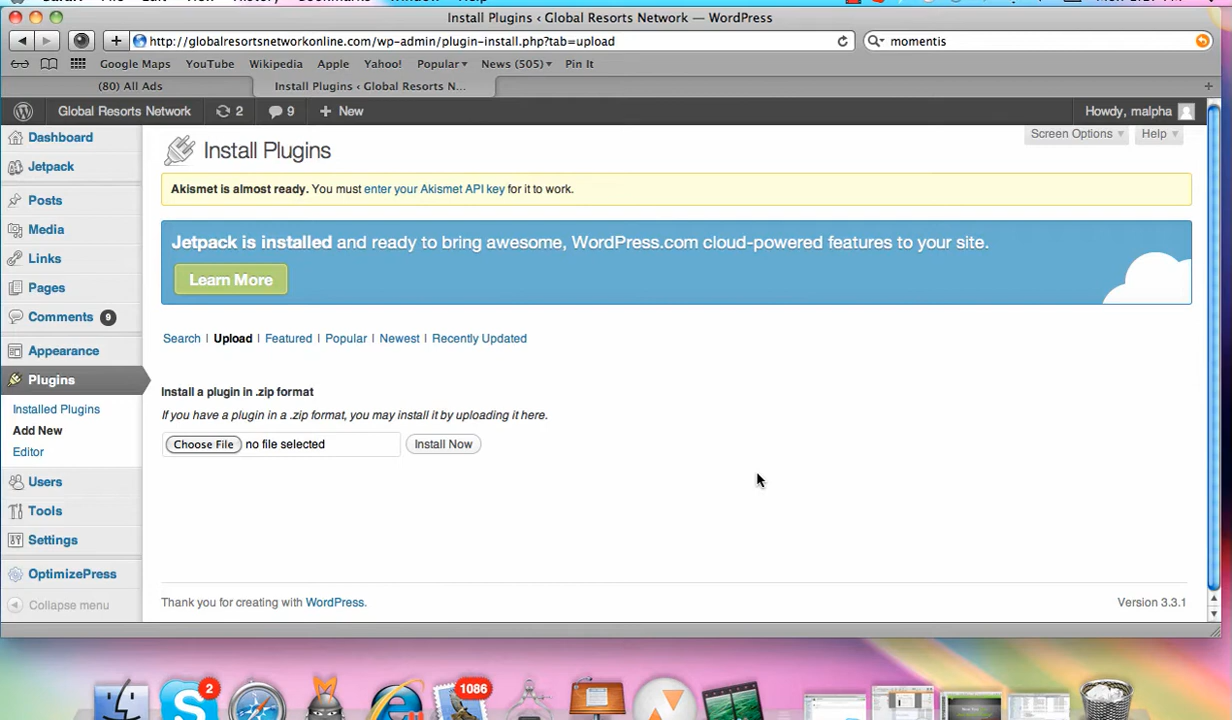 Install Plugins ‹ Global Resorts Network — WordPress
http://globalresortsnetworkonline.com/wp-admin/plugin-install.php?tab=upload
momentis
Google Maps YouTube Wikipedia Apple Yahoo! Popular News (505) Pin It
(80) All Ads
Install Plugins ‹ Global Resorts N...
Global Resorts Network 2 9 + New
Howdy, malpha
Screen Options Help
Dashboard
Jetpack
Posts
Media
Links
Pages
Comments 9
Appearance
Plugins
Installed Plugins
Add New
Editor
Users
Tools
Settings
OptimizePress
Collapse menu
Install Plugins
Akismet is almost ready. You must enter your Akismet API key for it to work.
Jetpack is installed and ready to bring awesome, WordPress.com cloud-powered features to your site.
Learn More
Search | Upload | Featured | Popular | Newest | Recently Updated
Install a plugin in .zip format
If you have a plugin in a .zip format, you may install it by uploading it here.
Choose File no file selected Install Now
Thank you for creating with WordPress.
Version 3.3.1
2
1086